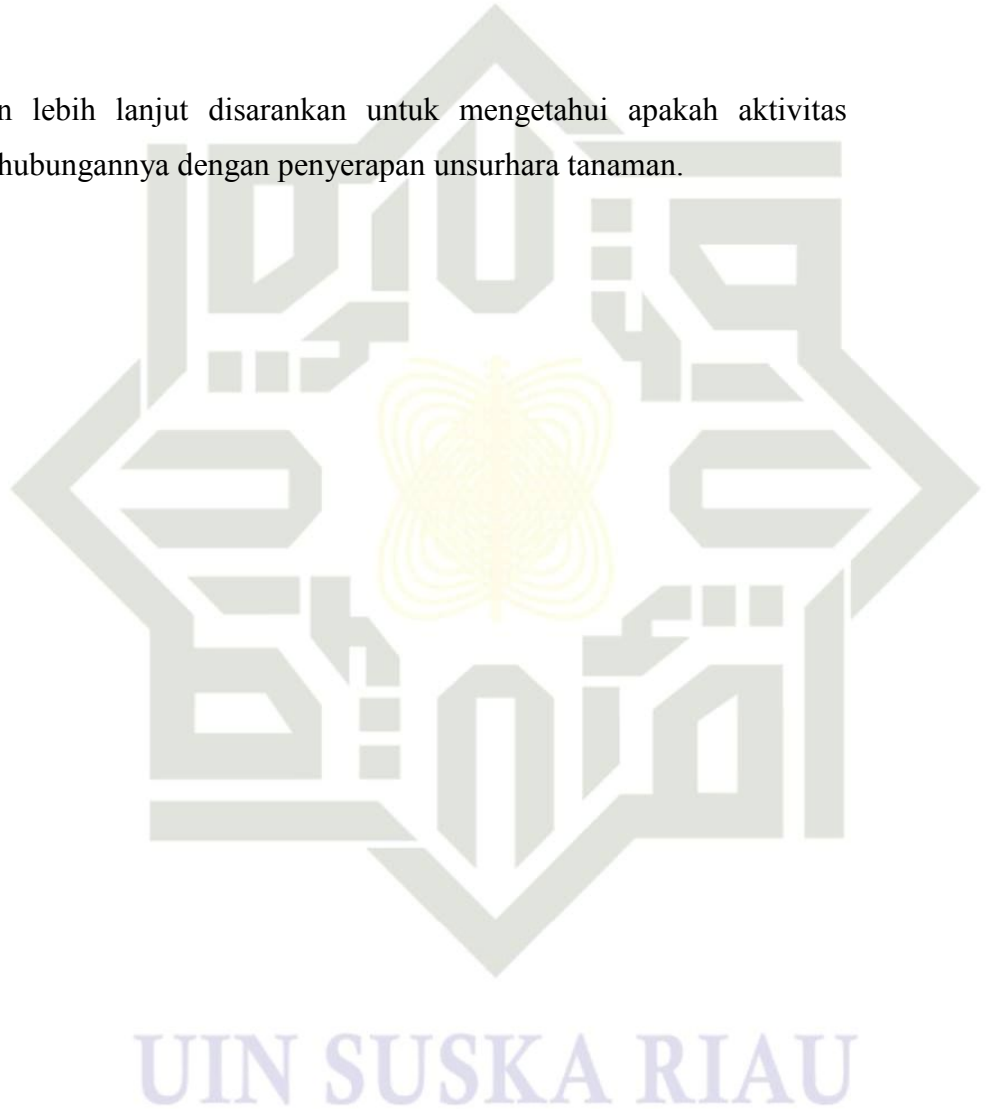 n lebih lanjut disarankan untuk mengetahui apakah aktivitas
hubungannya dengan penyerapan unsurhara tanaman.
UIN SUSKA RIAU